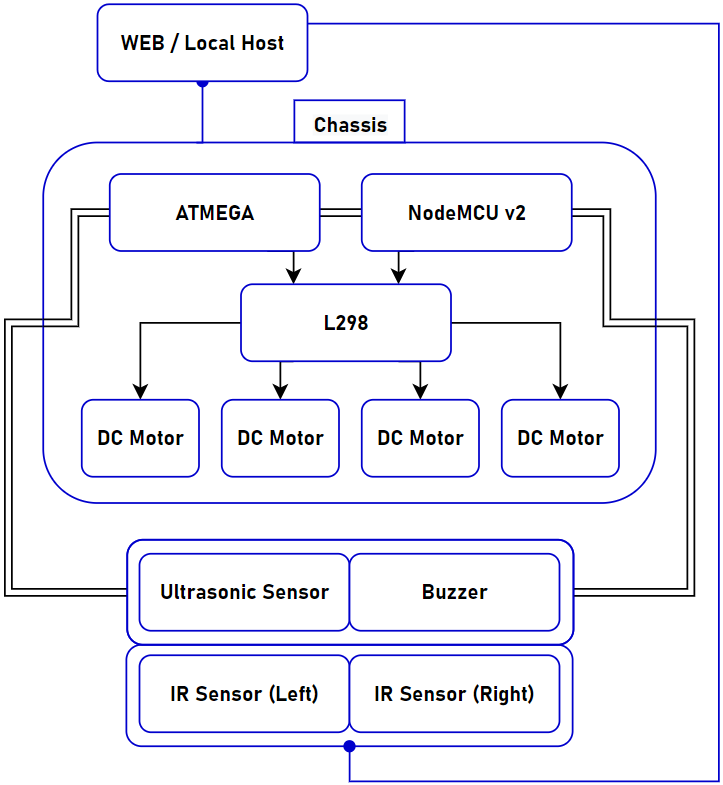 WEB / Local Host
Chassis
ATMEGA
NodeMCU v2
L298
DC Motor
DC Motor
DC Motor
DC Motor
Ultrasonic Sensor
Buzzer
IR Sensor (Left)
IR Sensor (Right)